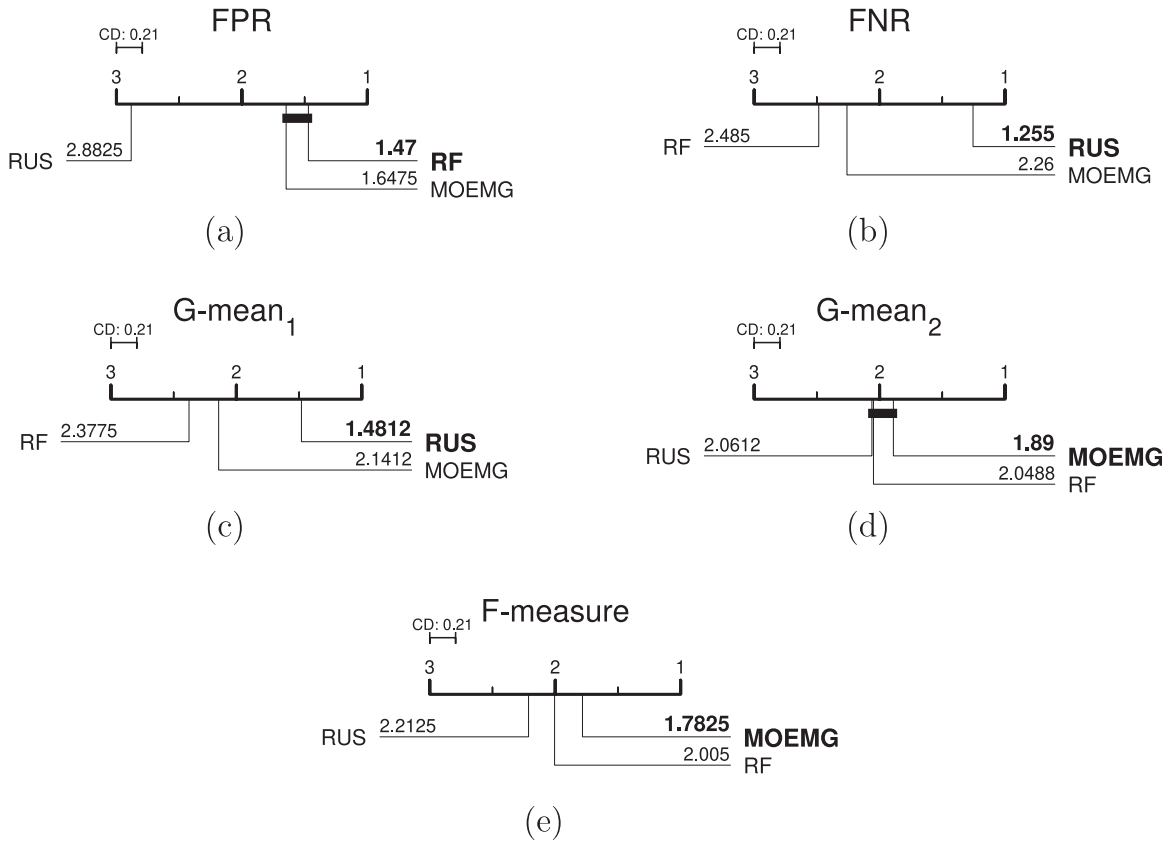 FPR
CD: 0.21
3 2 1
RUS 2.8825
1.47 RF
1.6475 MOEMG
(a)
FNR
CD: 0.21
3 2 1
RF 2.485
1.255 RUS
2.26 MOEMG
(b)
G-mean1
CD: 0.21
3 2 1
RF 2.3775
1.4812 RUS
2.1412 MOEMG
(c)
G-mean2
CD: 0.21
3 2 1
RUS 2.0612
1.89 MOEMG
2.0488 RF
(d)
F-measure
CD: 0.21
3 2 1
RUS 2.2125
1.7825 MOEMG
2.005 RF
(e)